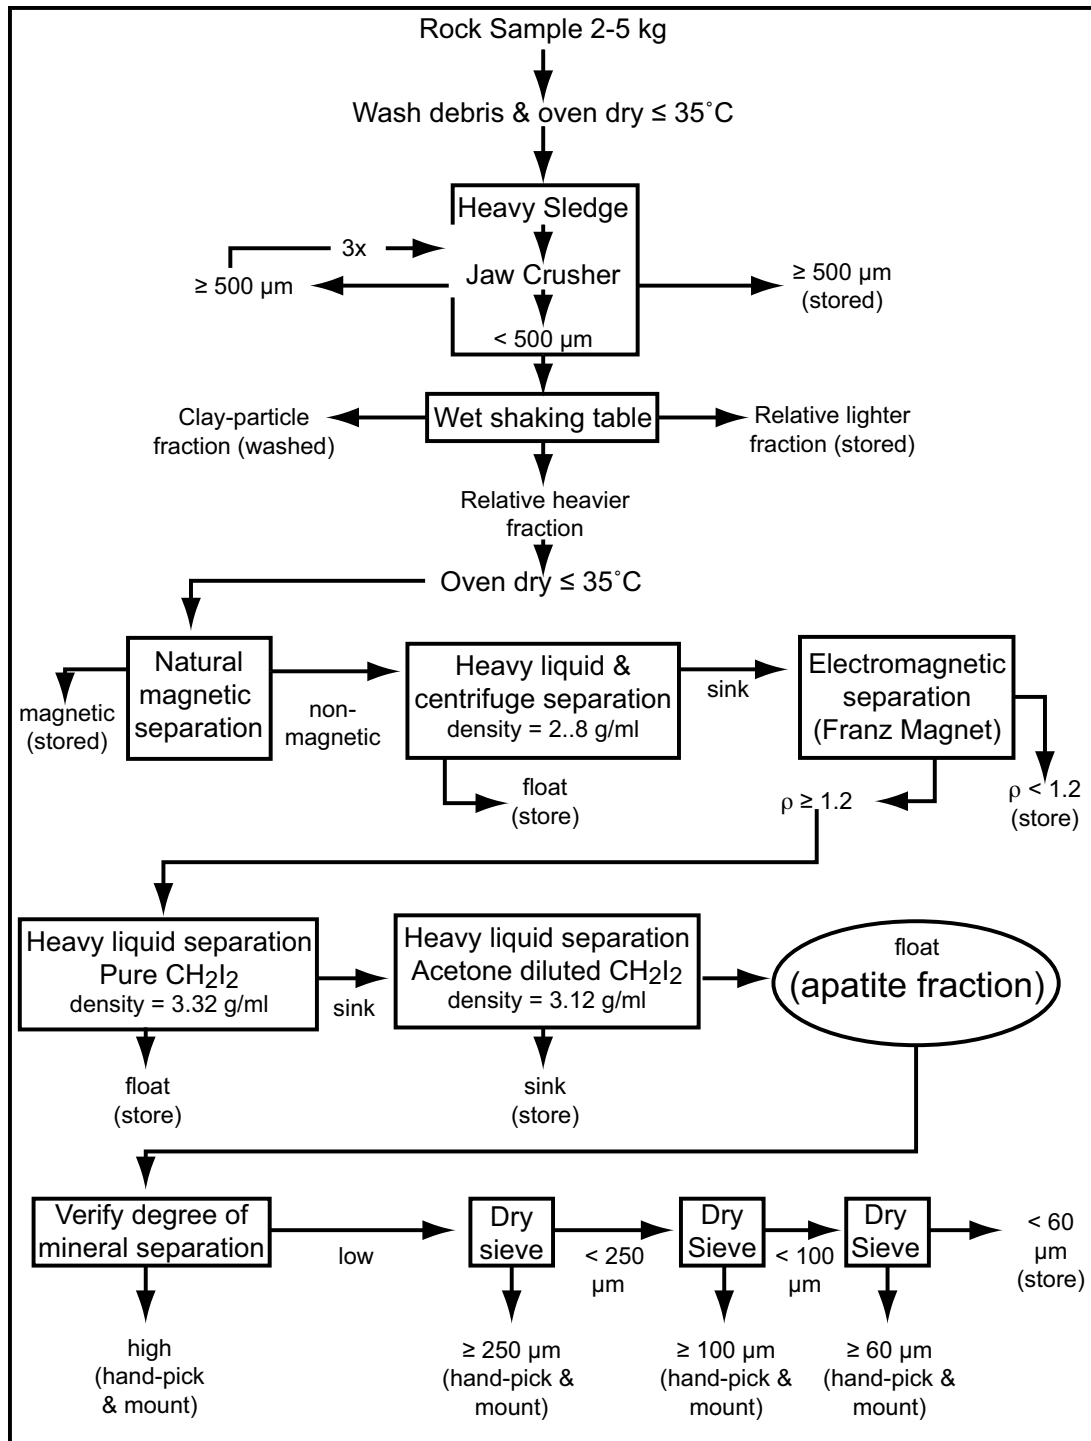 Rock Sample 2-5 kg
Wash debris & oven dry ≤ 35˚C
Heavy Sledge
3x
Jaw Crusher
≥ 500 µm
≥ 500 µm
(stored)
< 500 µm
Clay-particle
fraction (washed)
Wet shaking table
Relative lighter
fraction (stored)
Relative heavier
fraction
Oven dry ≤ 35˚C
Natural
magnetic
separation
magnetic
(stored)
non-
magnetic
Heavy liquid &
centrifuge separation
density = 2..8 g/ml
float
(store)
sink
Electromagnetic
separation
(Franz Magnet)
ρ ≥ 1.2
ρ < 1.2
(store)
Heavy liquid separation
Pure CH2I2
density = 3.32 g/ml
float
(store)
sink
Heavy liquid separation
Acetone diluted CH2I2
density = 3.12 g/ml
sink
(store)
float
(apatite fraction)
Verify degree of
mineral separation
high
(hand-pick
& mount)
low
Dry
sieve
≥ 250 µm
(hand-pick &
mount)
< 250
µm
Dry
Sieve
≥ 100 µm
(hand-pick &
mount)
< 100
µm
Dry
Sieve
≥ 60 µm
(hand-pick &
mount)
< 60
µm
(store)